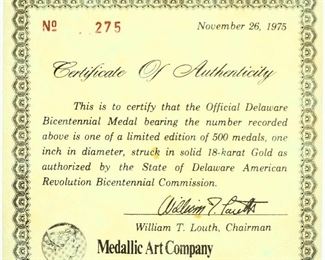 Nº 275 November 26, 1975
Certificate Of Authenticity
This is to certify that the Official Delaware
Bicentennial Medal bearing the number recorded
above is one of a limited edition of 500 medals, one
inch in diameter, struck in solid 18-karat Gold as
authorized by the State of Delaware American
Revolution Bicentennial Commission.
William T. Louth
William T. Louth, Chairman
Medallic Art Company